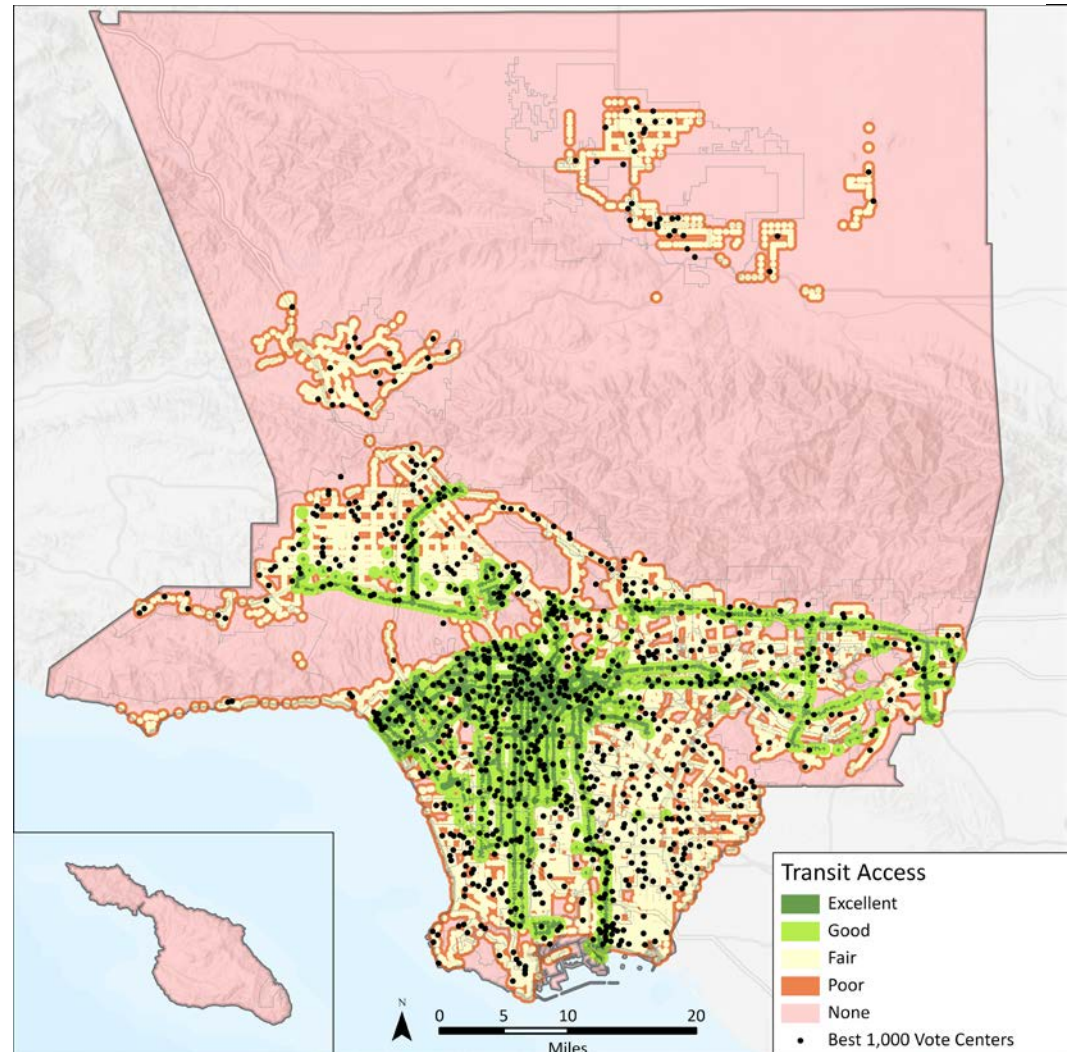 N
0 5 10 20
Miles
Transit Access
Excellent
Good
Fair
Poor
None
Best 1,000 Vote Centers